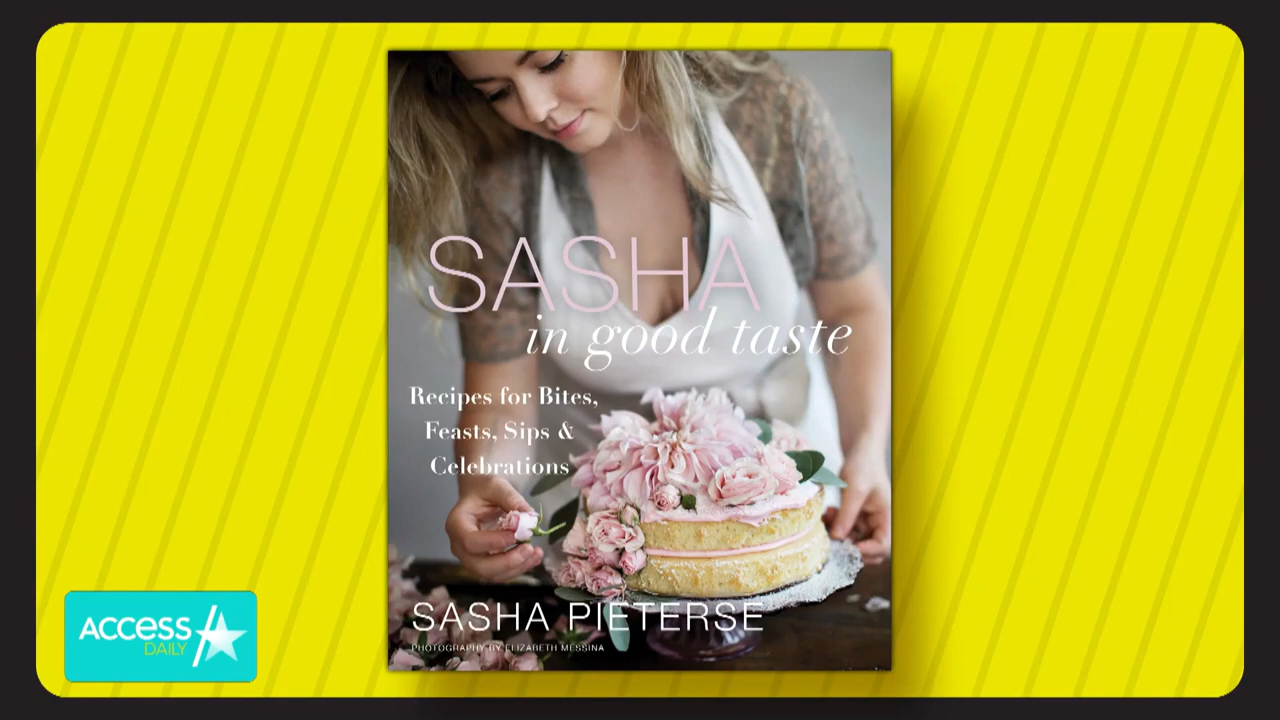 SASHA
in good taste
Recipes for Bites,
Feasts, Sips &
Celebrations
SASHA PIETERSE
PHOTOGRAPHY BY ELIZABETH MESSINA
ACCESS
DAILY